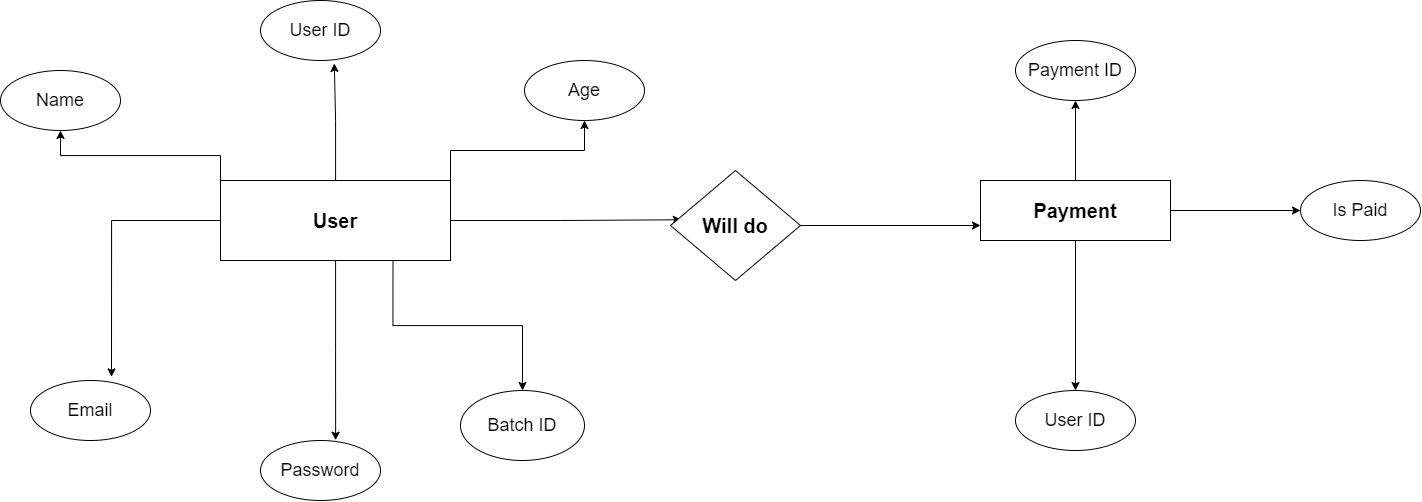 User ID
Name
Age
Payment ID
User
Will do
Payment
Is Paid
Email
Password
Batch ID
User ID